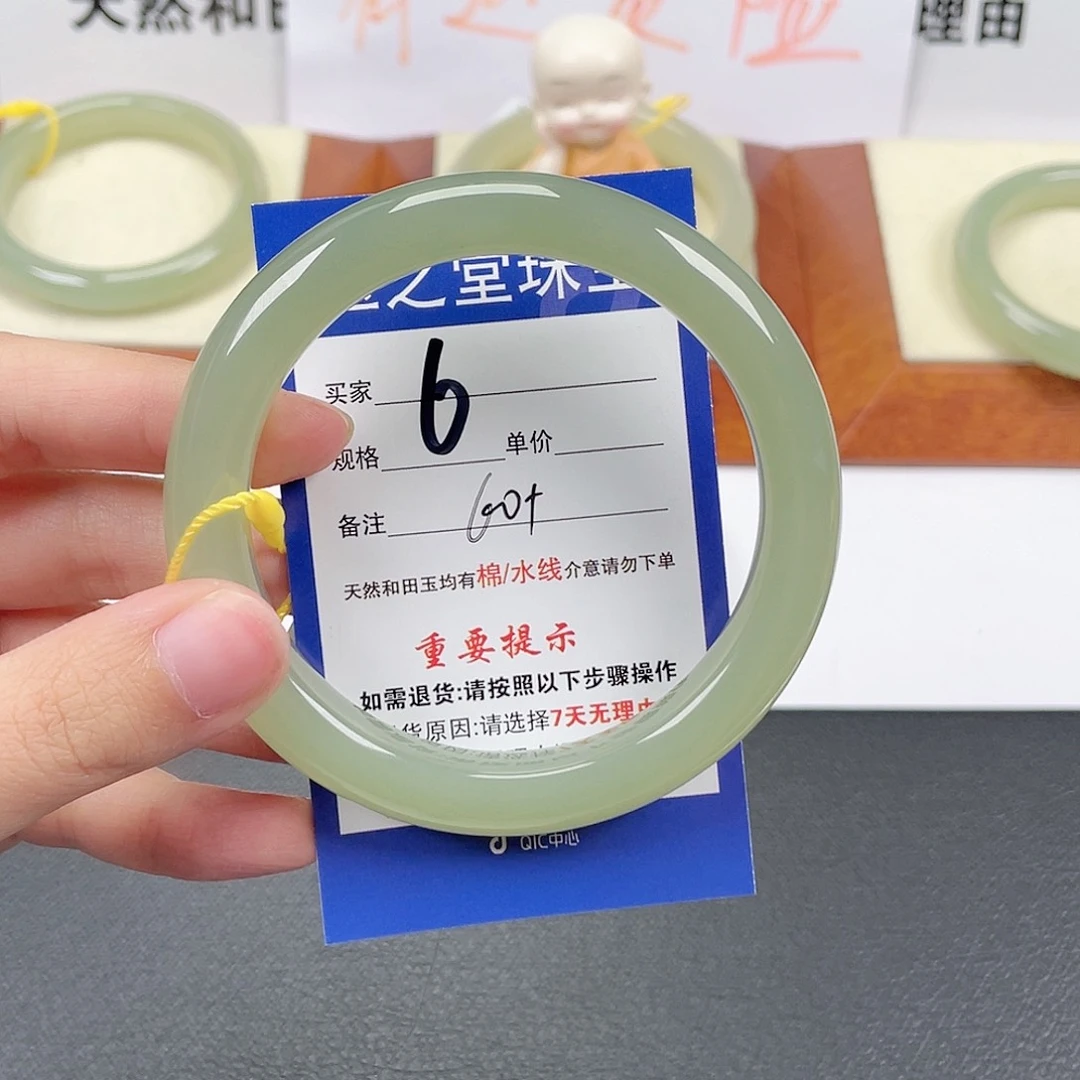 天然和田
理由
之堂珠宝
买家 6
规格 单价
备注 60+
天然和田玉均有棉/水线介意请勿下单
重要提示
如需退货:请按照以下步骤操作
货原因:请选择7天无理由
QIC中心